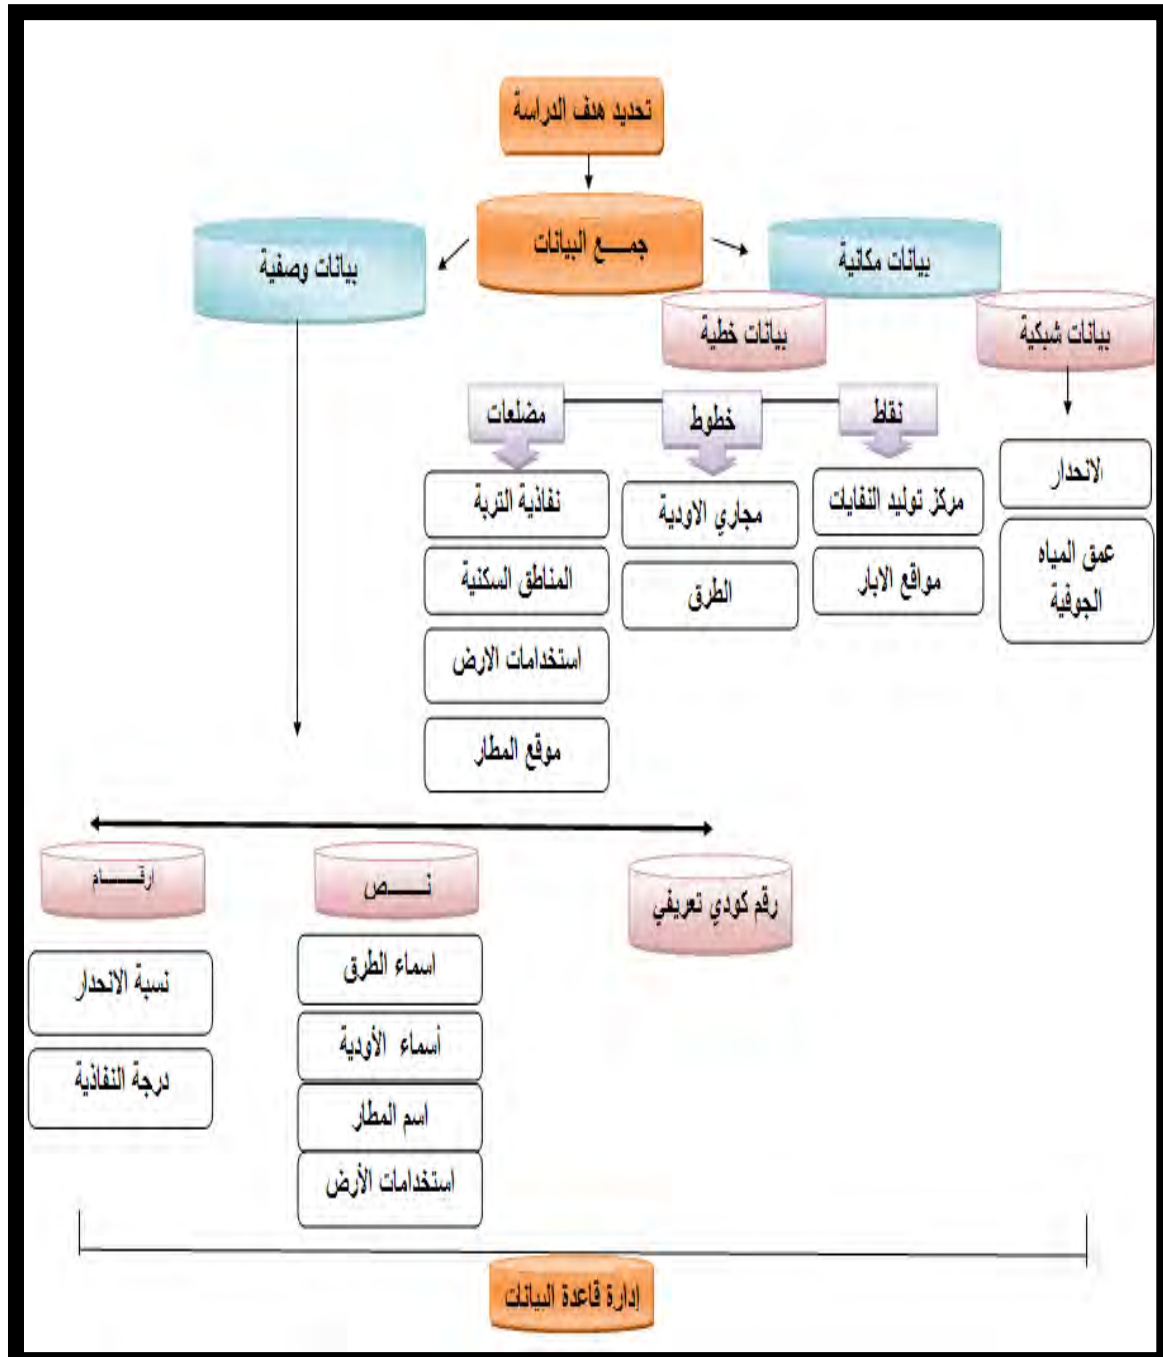 تحديد هدف الدراسة
جمـــع البيانات
بيانات مكانية
بيانات وصفية
بيانات شبكية
بيانات خطية
نقاط
خطوط
مضلعات
الانحدار
عمق المياه
الجوفية
مركز توليد النفايات
مواقع الابار
مجاري الاودية
الطرق
نفاذية التربة
المناطق السكنية
استخدامات الارض
موقع المطار
رقم كودي تعريفي
نـــــص
ارقـــــــام
اسماء الطرق
أسماء الأودية
اسم المطار
استخدامات الأرض
نسبة الانحدار
درجة النفاذية
إدارة قاعدة البيانات